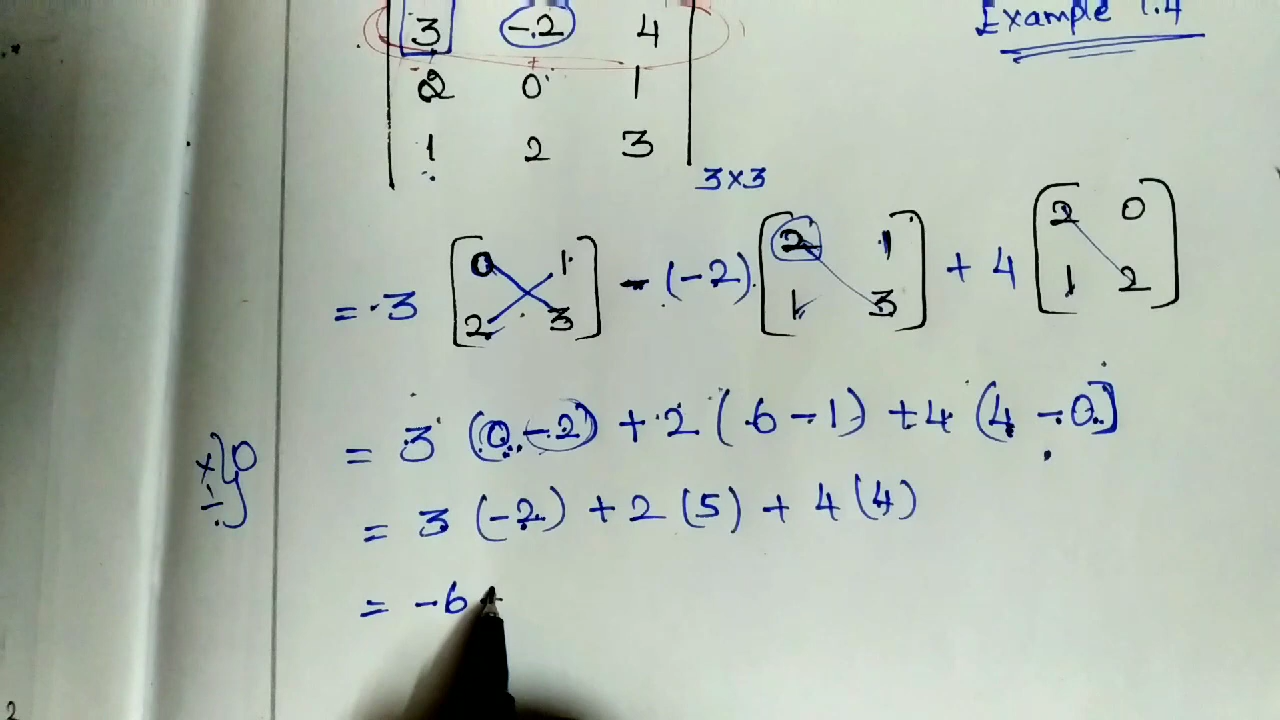 Example 1.4
3 -2 4
2 0 1
1 2 3
3×3
= 3 [0 1 2 3] - (-2) [2 1 1 3] + 4 [2 0 1 2]
= 3 (0-2) + 2 (6-1) + 4 (4-0]
= 3 (-2) + 2 (5) + 4 (4)
= -6 +
× ÷ } 0
2